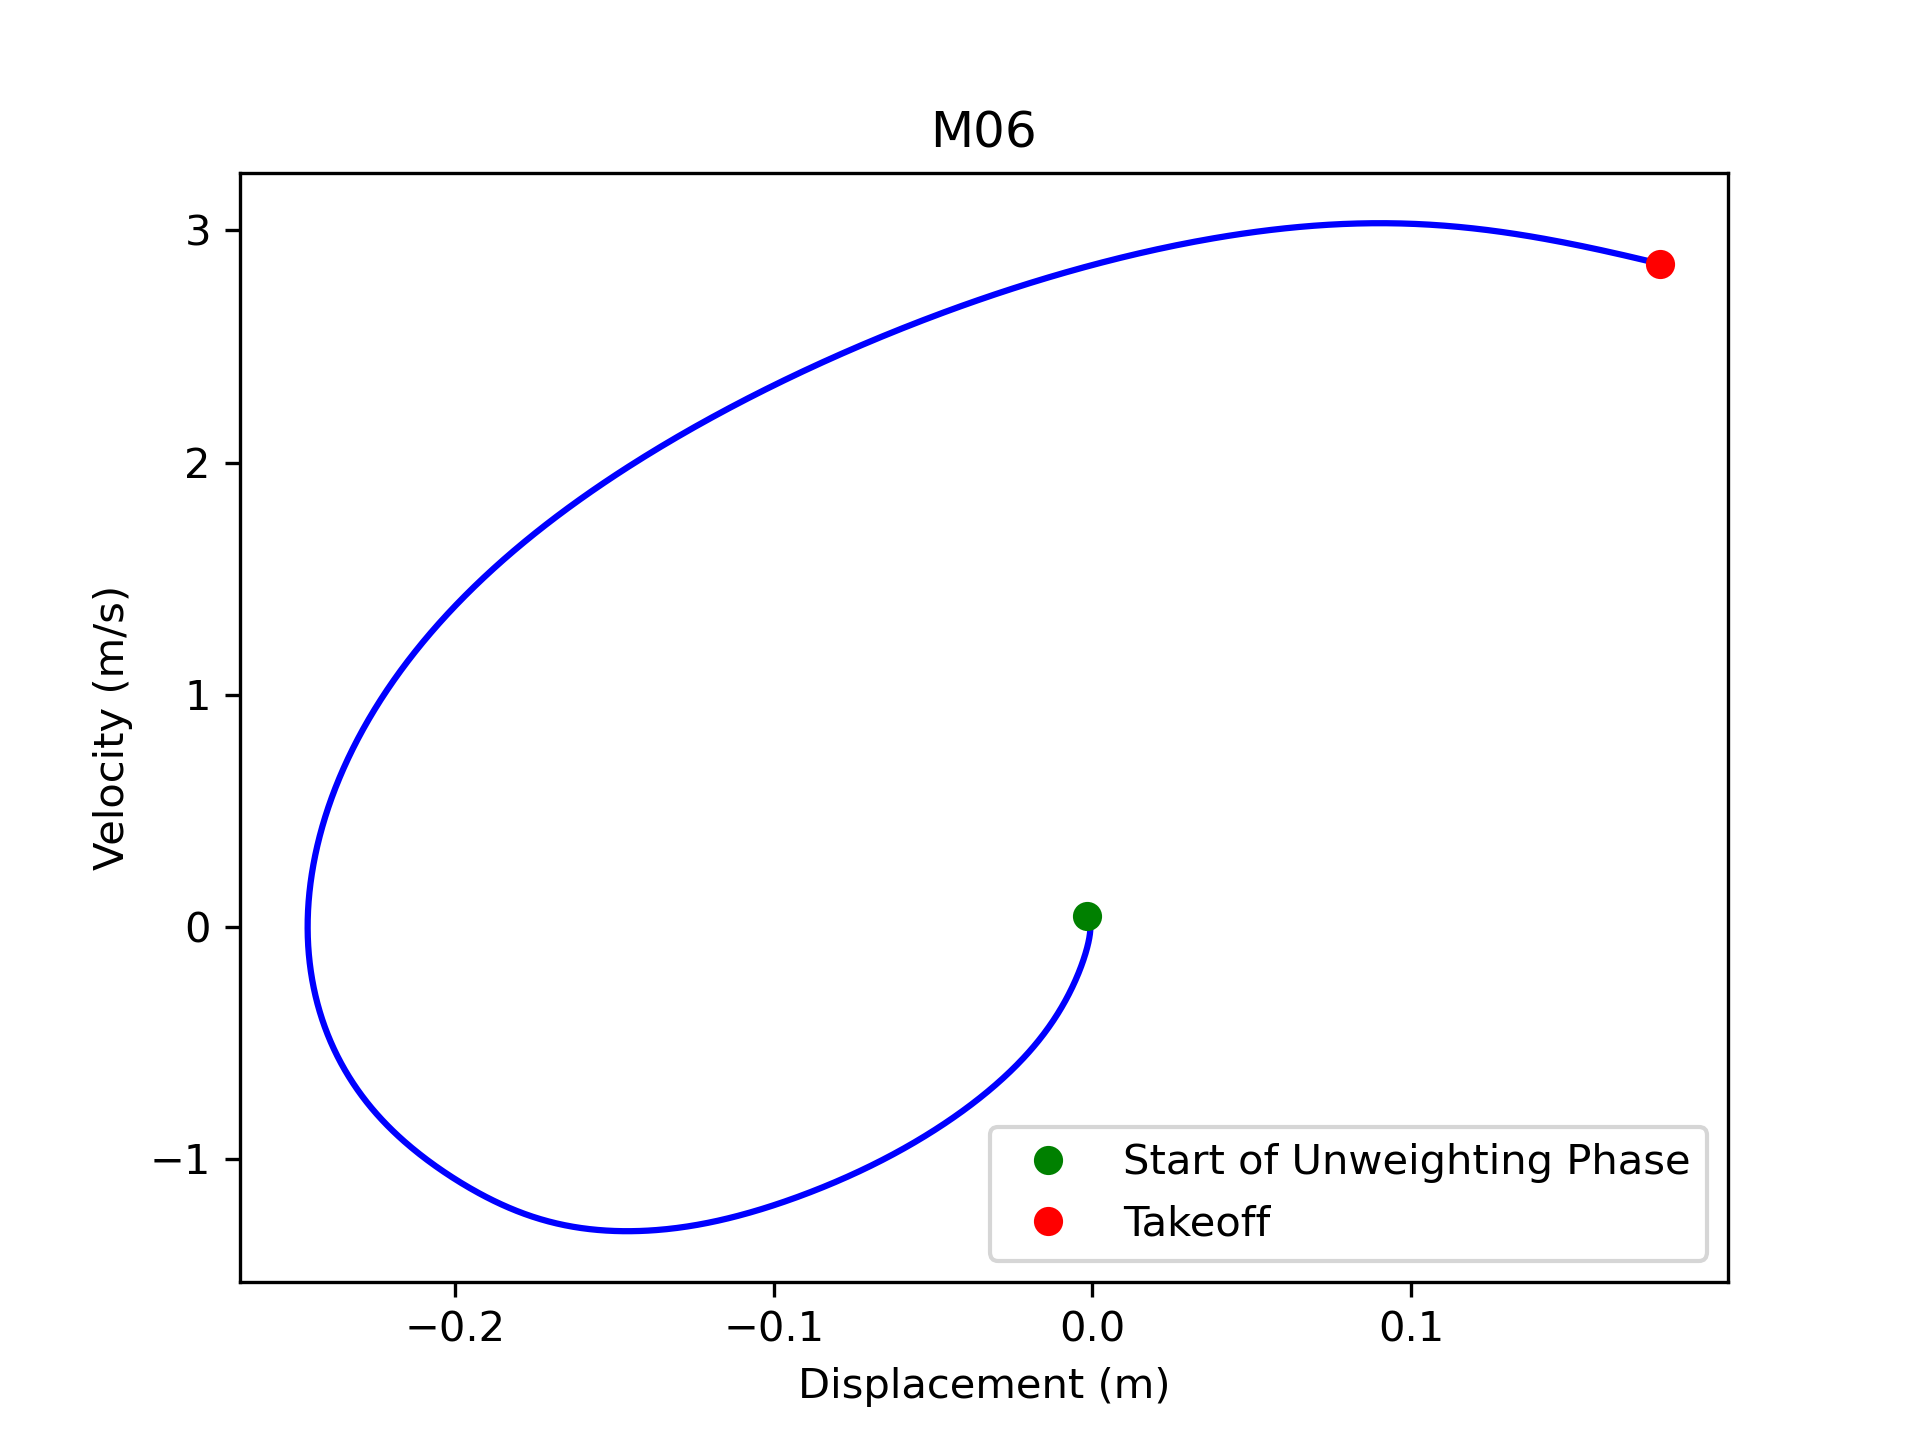 M06
3
2
1
0
−1
Velocity (m/s)
−0.2
−0.1
0.0
0.1
Displacement (m)
Start of Unweighting Phase
Takeoff